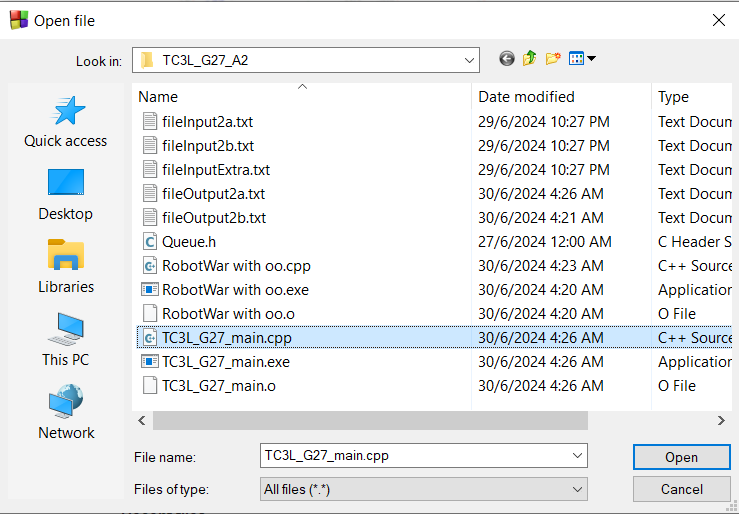 Open file
Look in: TC3L_G27_A2
Name Date modified Type
fileInput2a.txt 29/6/2024 10:27 PM Text Docum
fileInput2b.txt 29/6/2024 10:27 PM Text Docum
fileInputExtra.txt 29/6/2024 10:27 PM Text Docum
fileOutput2a.txt 30/6/2024 4:26 AM Text Docum
fileOutput2b.txt 30/6/2024 4:21 AM Text Docum
Queue.h 27/6/2024 12:00 AM C Header S
RobotWar with oo.cpp 30/6/2024 4:23 AM C++ Source
RobotWar with oo.exe 30/6/2024 4:20 AM Application
RobotWar with oo.o 30/6/2024 4:20 AM O File
TC3L_G27_main.cpp 30/6/2024 4:26 AM C++ Source
TC3L_G27_main.exe 30/6/2024 4:26 AM Application
TC3L_G27_main.o 30/6/2024 4:26 AM O File
Quick access
Desktop
Libraries
This PC
Network
File name: TC3L_G27_main.cpp Open
Files of type: All files (*.*) Cancel